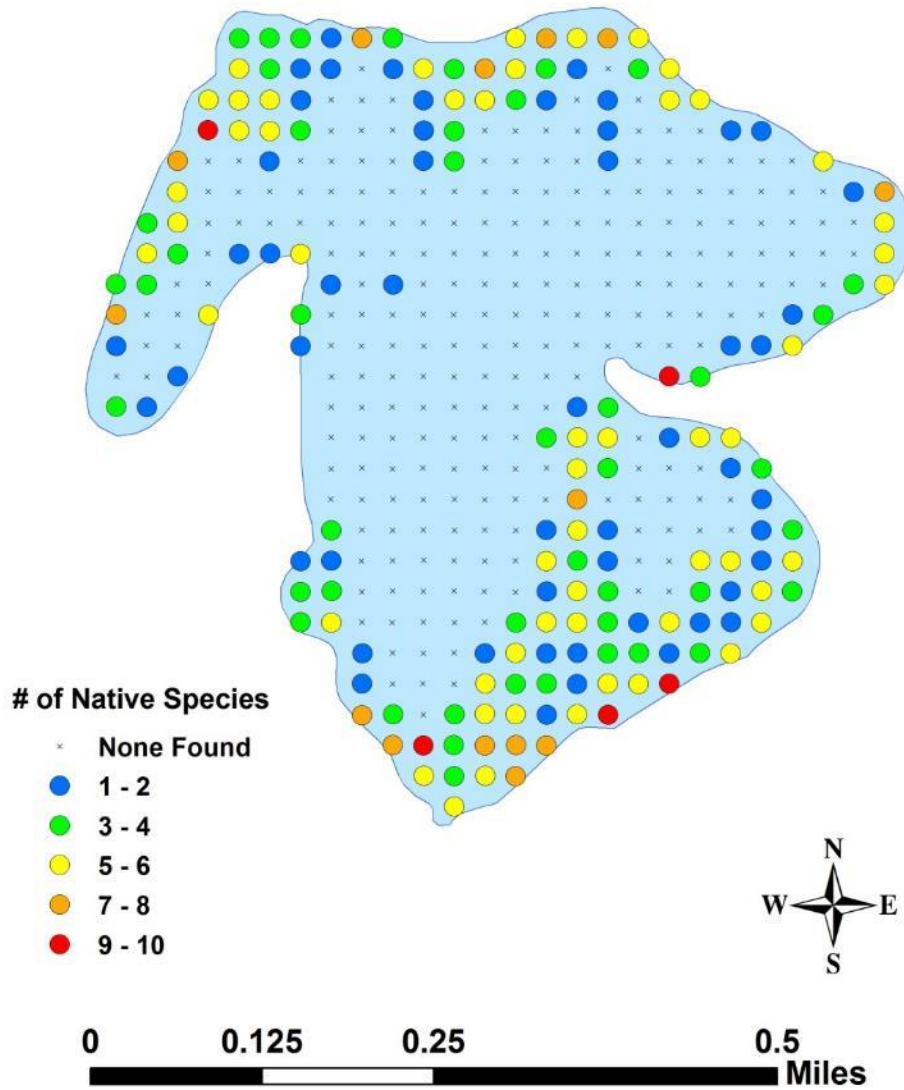 # of Native Species
None Found
1 - 2
3 - 4
5 - 6
7 - 8
9 - 10
N
W E
S
0 0.125 0.25 0.5
Miles